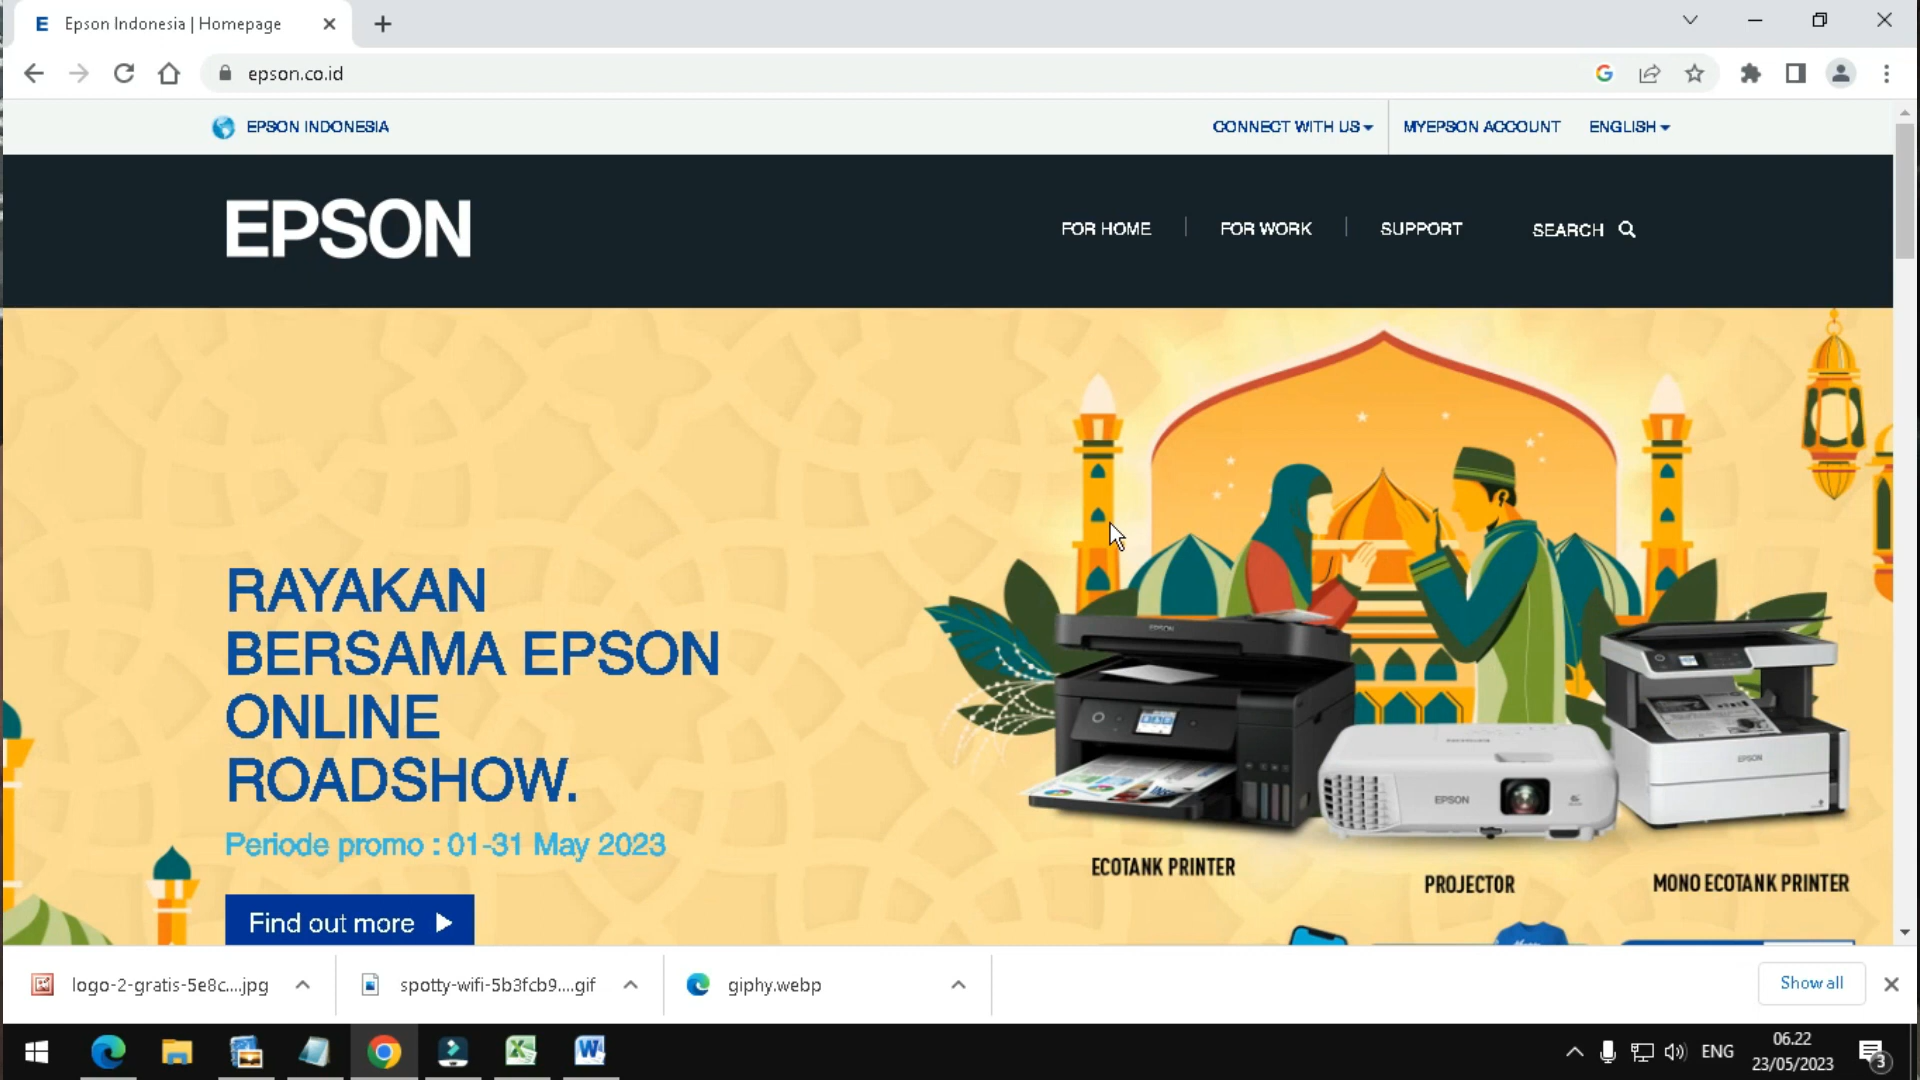 Epson Indonesia | Homepage
epson.co.id
EPSON INDONESIA
CONNECT WITH US
MYEPSON ACCOUNT
ENGLISH
EPSON
FOR HOME
FOR WORK
SUPPORT
SEARCH
RAYAKAN
BERSAMA EPSON
ONLINE
ROADSHOW.
Periode promo : 01-31 May 2023
Find out more
EPSON
EPSON
EPSON
ECOTANK PRINTER
PROJECTOR
MONO ECOTANK PRINTER
logo-2-gratis-5e8c....jpg
spotty-wifi-5b3fcb9....gif
giphy.webp
Show all
ENG
06.22
23/05/2023
3